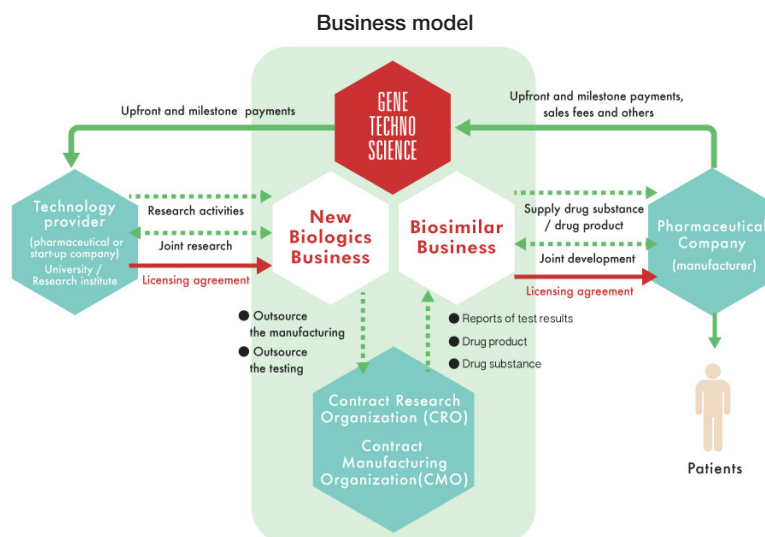 Business model
GENE
TECHNO
SCIENCE
Upfront and milestone payments
Upfront and milestone payments,
sales fees and others
Technology
provider
(pharmaceutical or
start-up company)
University /
Research institute
Research activities
Joint research
Licensing agreement
New
Biologics
Business
Biosimilar
Business
Supply drug substance
/ drug product
Joint development
Licensing agreement
Pharmaceutical
Company
(manufacturer)
● Outsource
the manufacturing
● Outsource
the testing
● Reports of test results
● Drug product
● Drug substance
Contract Research
Organization (CRO)
Contract
Manufacturing
Organization(CMO)
Patients